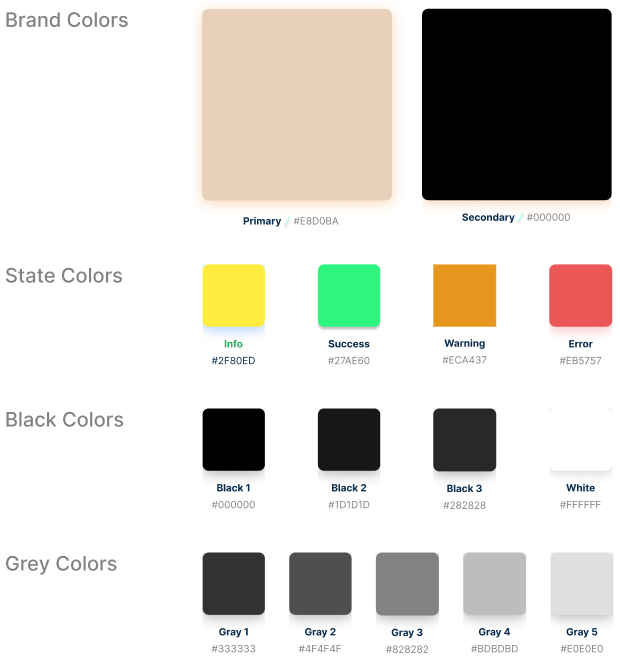 Brand Colors
Primary / #E8D0BA
Secondary / #000000
State Colors
Info
#2F80ED
Success
#27AE60
Warning
#ECA437
Error
#EB5757
Black Colors
Black 1
#000000
Black 2
#1D1D1D
Black 3
#282828
White
#FFFFFF
Grey Colors
Gray 1
#333333
Gray 2
#4F4F4F
Gray 3
#828282
Gray 4
#BDBDBD
Gray 5
#E0E0E0